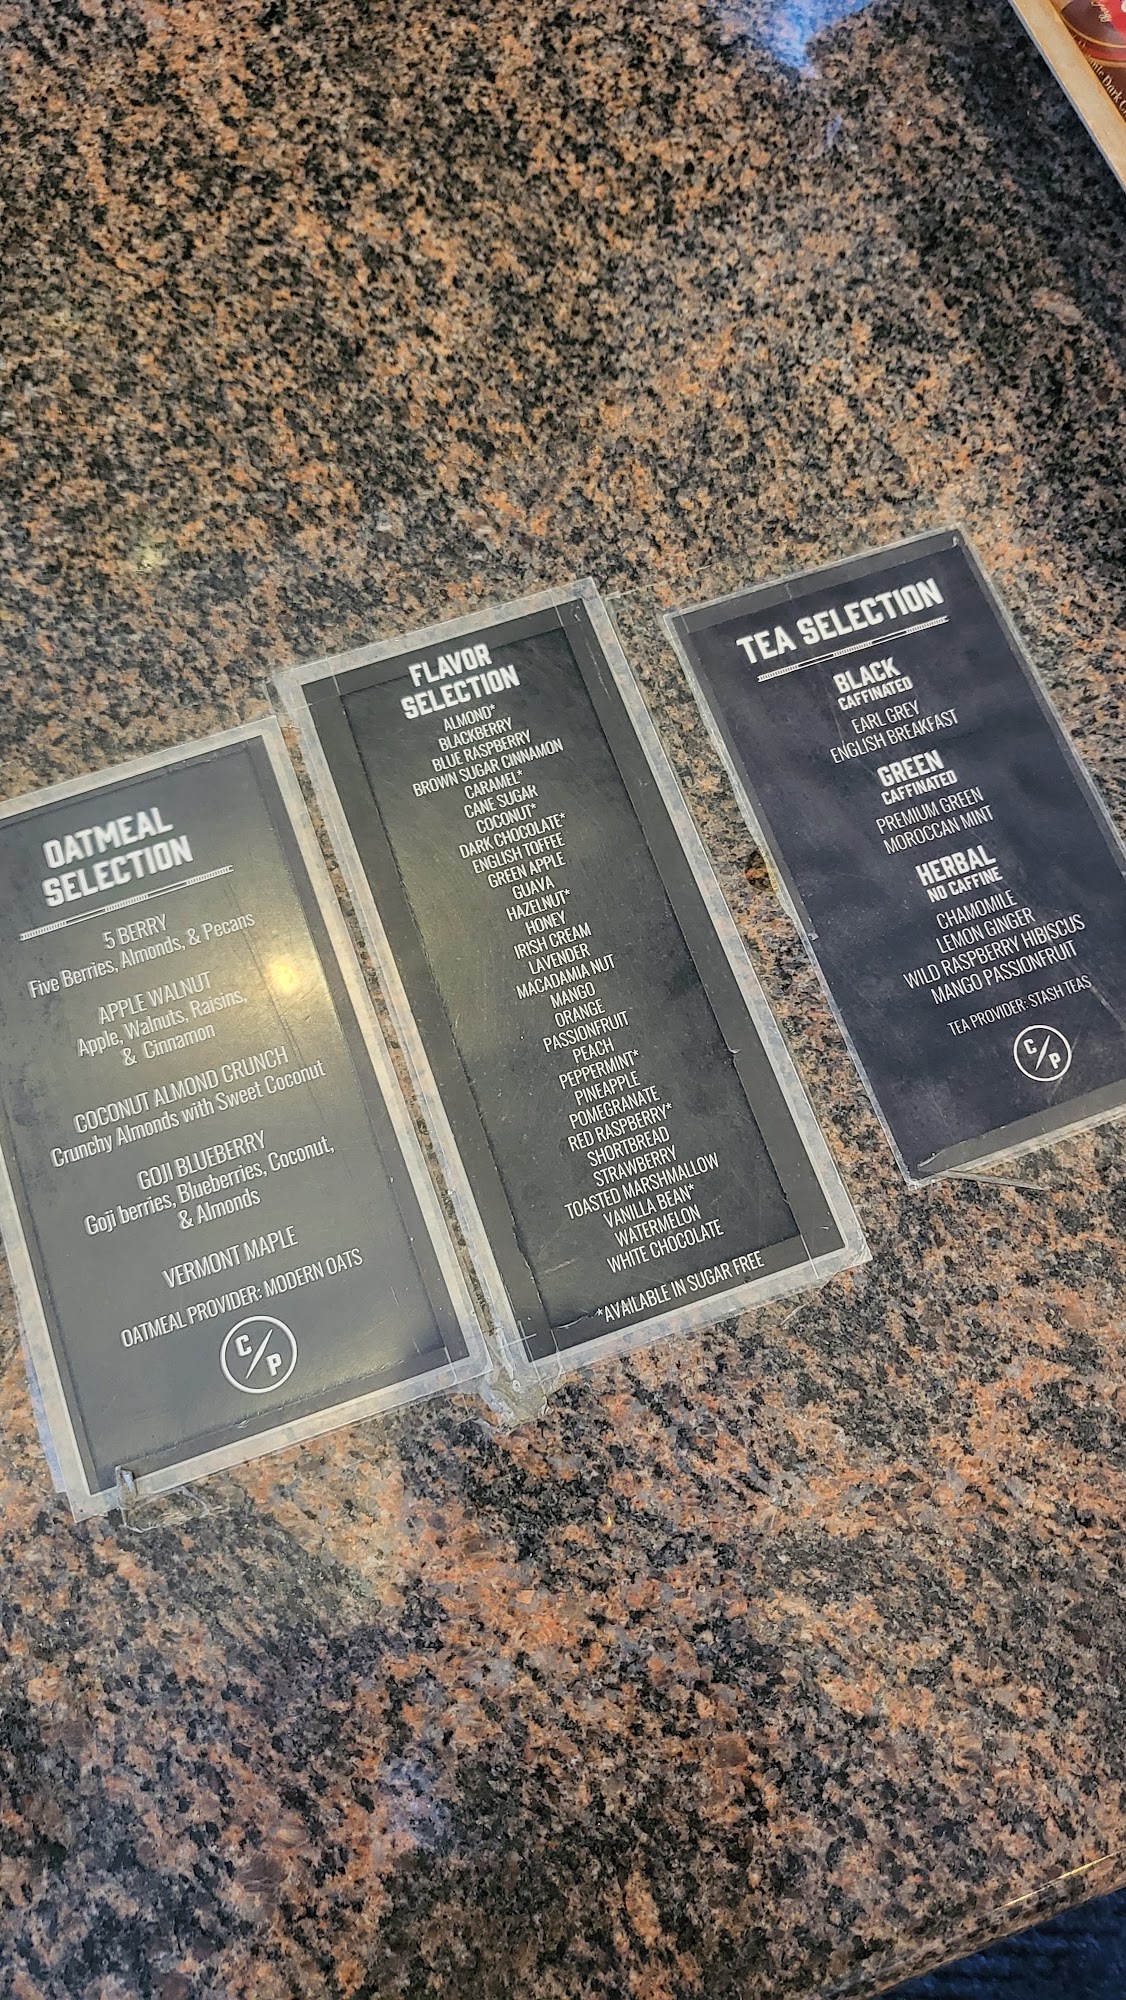 OATMEAL
SELECTION
5 BERRY
Five Berries, Almonds, & Pecans
APPLE WALNUT
Apple, Walnuts, Raisins,
& Cinnamon
COCONUT ALMOND CRUNCH
Crunchy Almonds with Sweet Coconut
GOJI BLUEBERRY
Goji berries, Blueberries, Coconut,
& Almonds
VERMONT MAPLE
OATMEAL PROVIDER: MODERN OATS
C/P
FLAVOR
SELECTION
ALMOND*
BLACKBERRY
BLUE RASPBERRY
BROWN SUGAR CINNAMON
CARAMEL*
CANE SUGAR
COCONUT*
DARK CHOCOLATE*
ENGLISH TOFFEE
GREEN APPLE
GUAVA
HAZELNUT*
HONEY
IRISH CREAM
LAVENDER
MACADAMIA NUT
MANGO
ORANGE
PASSIONFRUIT
PEACH
PEPPERMINT*
PINEAPPLE
POMEGRANATE
RED RASPBERRY*
SHORTBREAD
STRAWBERRY
TOASTED MARSHMALLOW
VANILLA BEAN*
WATERMELON
WHITE CHOCOLATE
*AVAILABLE IN SUGAR FREE
TEA SELECTION
BLACK
CAFFINATED
EARL GREY
ENGLISH BREAKFAST
GREEN
CAFFINATED
PREMIUM GREEN
MOROCCAN MINT
HERBAL
NO CAFFINE
CHAMOMILE
LEMON GINGER
WILD RASPBERRY HIBISCUS
MANGO PASSIONFRUIT
TEA PROVIDER: STASH TEAS
C/P
Dark